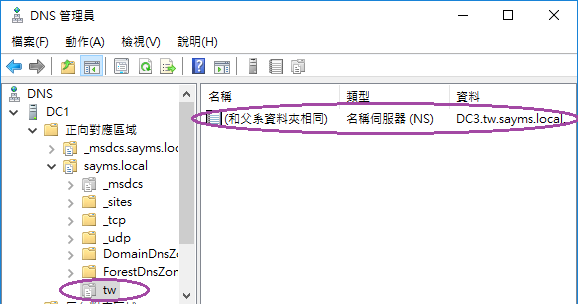 DNS 管理員
檔案(F) 動作(A) 檢視(V) 說明(H)
DNS
DC1
正向對應區域
_msdcs.sayms.loc
sayms.local
_msdcs
_sites
_tcp
_udp
DomainDnsZo
ForestDnsZon
tw
名稱 類型 資料
(和父系資料夾相同) 名稱伺服器 (NS) DC3.tw.sayms.local.